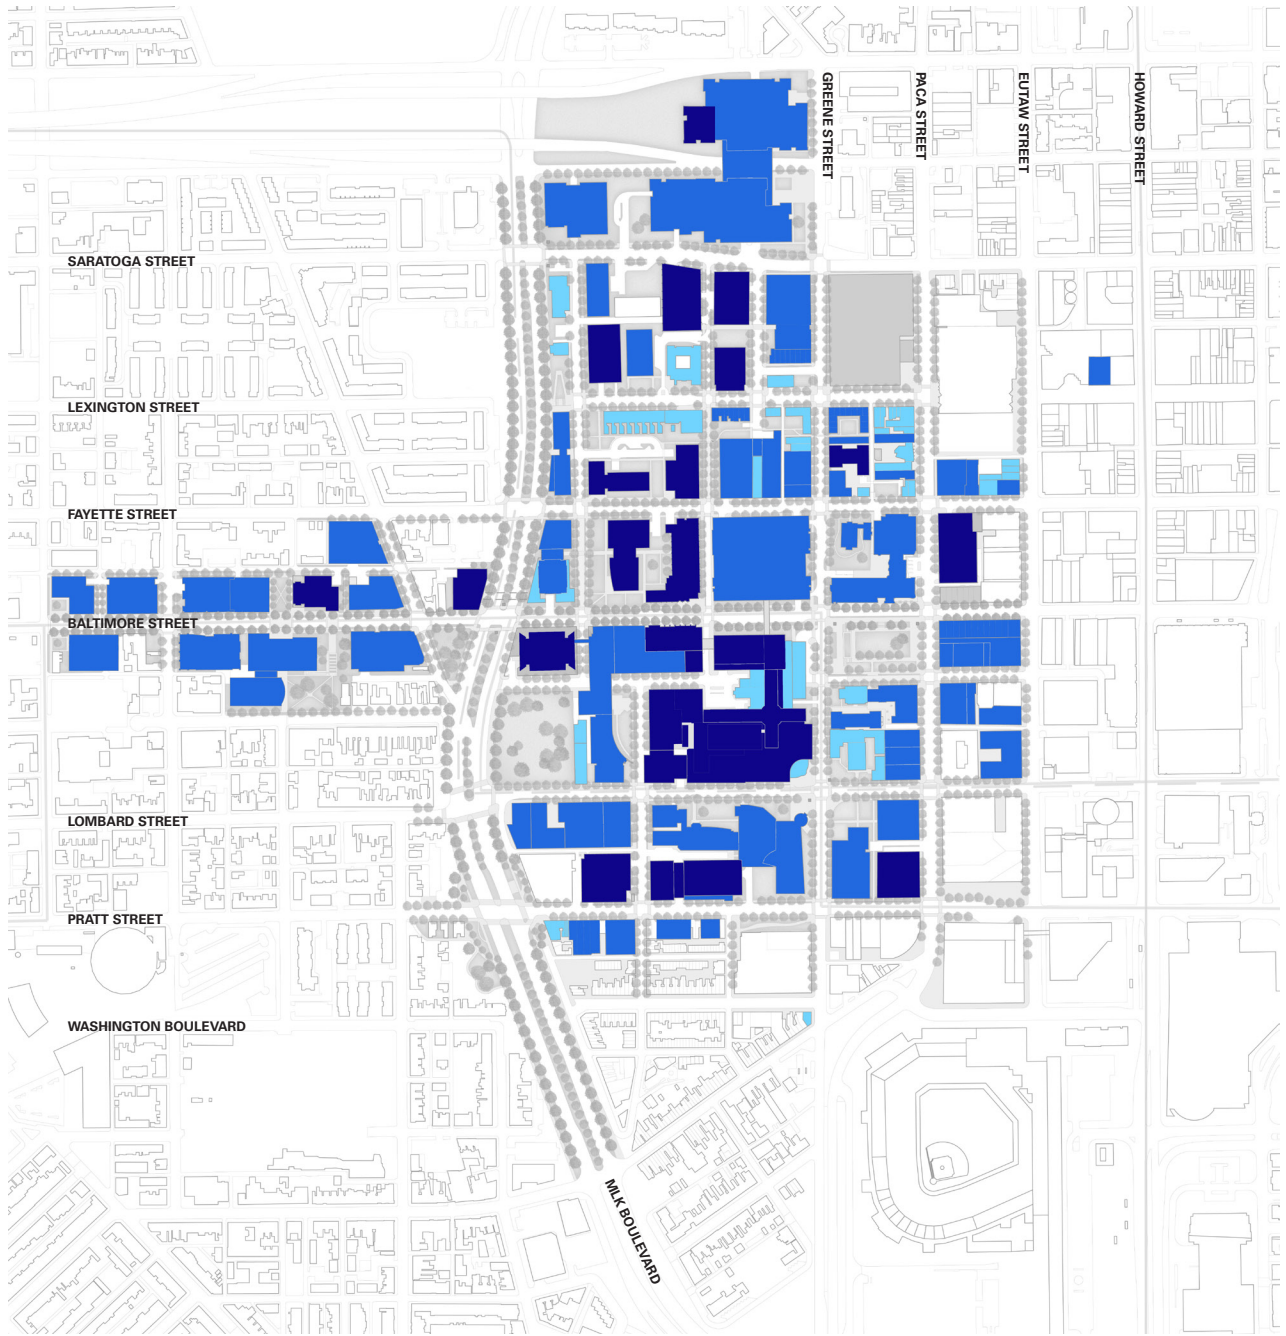 GREENE STREET
PACA STREET
EUTAW STREET
HOWARD STREET
SARATOGA STREET
LEXINGTON STREET
FAYETTE STREET
BALTIMORE STREET
LOMBARD STREET
PRATT STREET
WASHINGTON BOULEVARD
MLK BOULEVARD